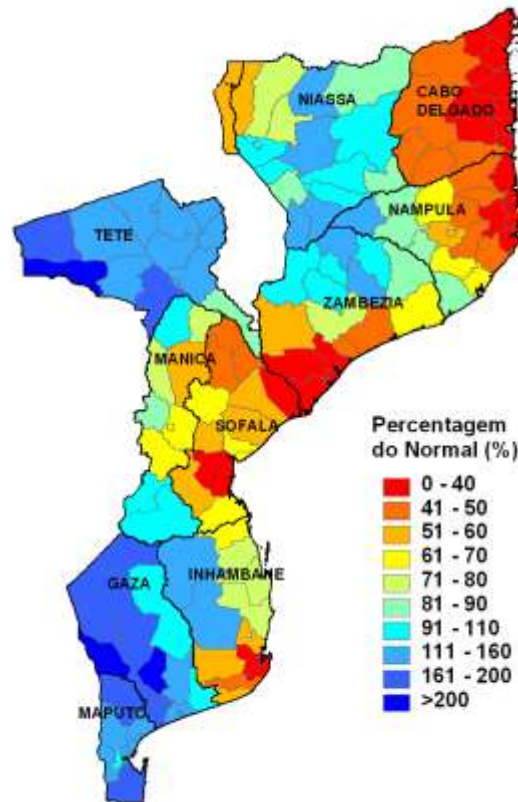 NIASSA
CABO
DELGADO
NAMPULA
TETE
ZAMBEZIA
MANICA
SOFALA
Percentagem
do Normal (%)
0 - 40
41 - 50
51 - 60
61 - 70
71 - 80
81 - 90
91 - 110
111 - 160
161 - 200
>200
GAZA
INHAMBANE
MAPUTO